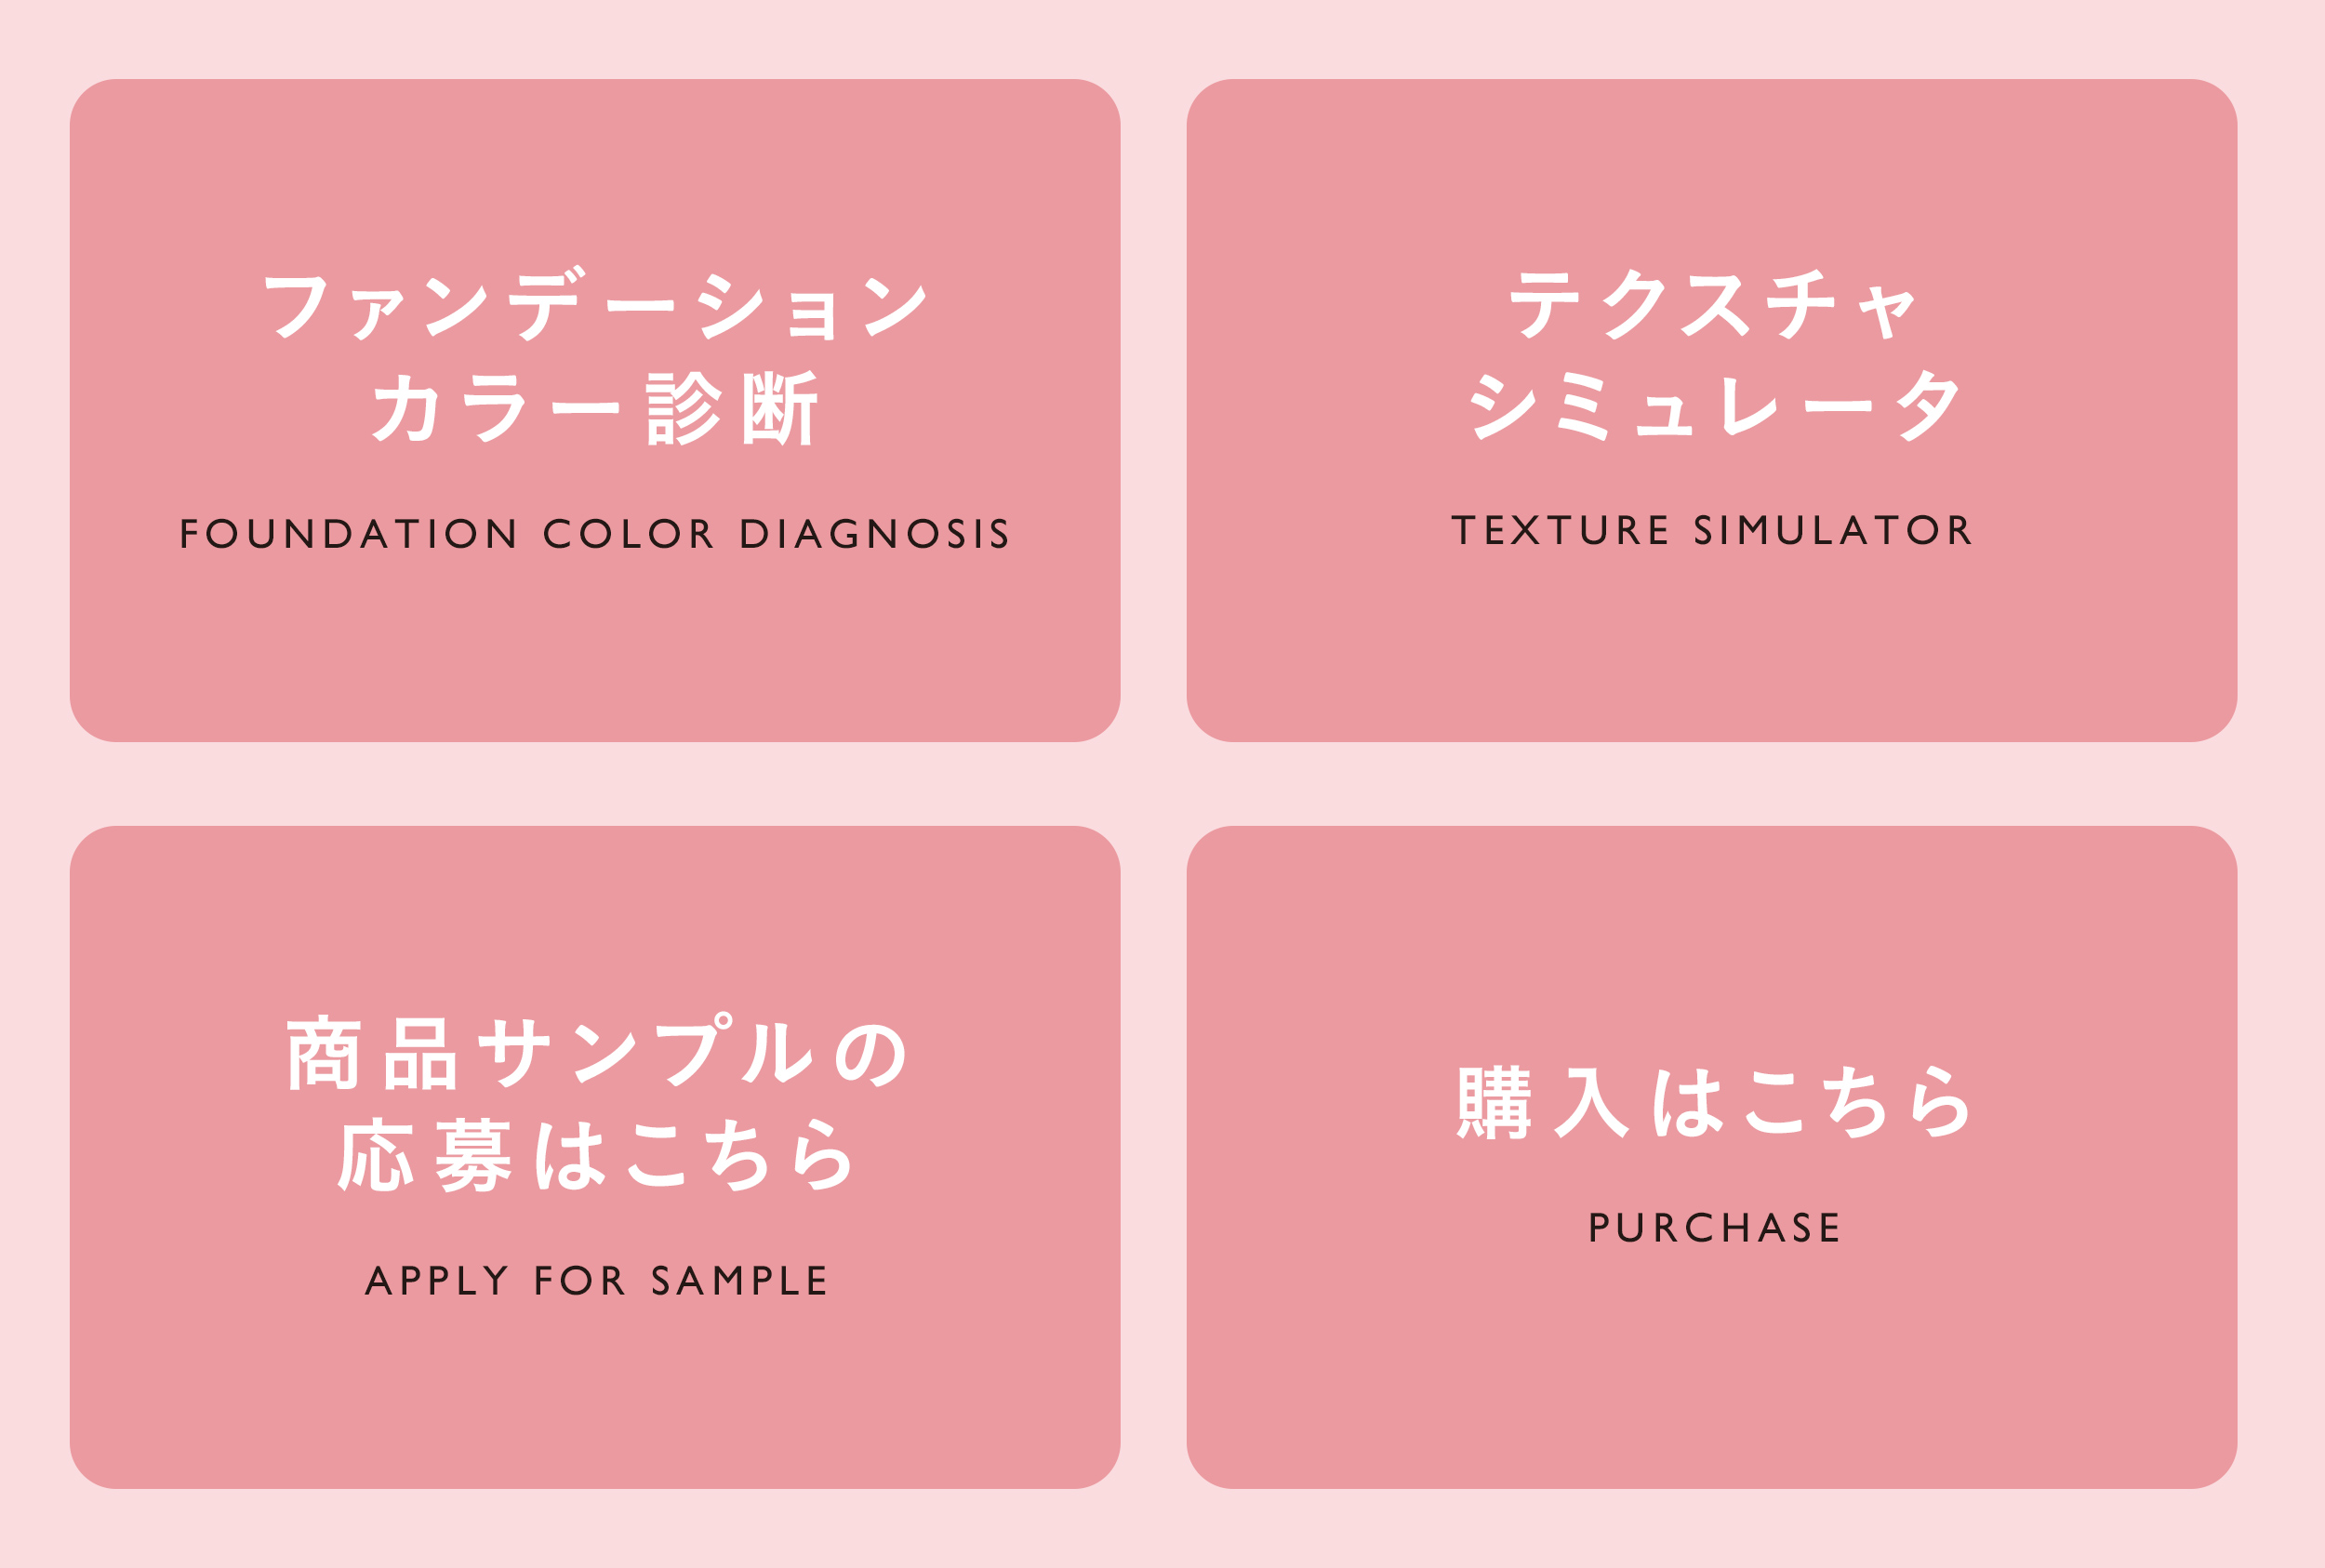 ファンデーション
カラー診断
FOUNDATION COLOR DIAGNOSIS
テクスチャ
シミュレータ
TEXTURE SIMULATOR
商品サンプルの
応募はこちら
APPLY FOR SAMPLE
購入はこちら
PURCHASE